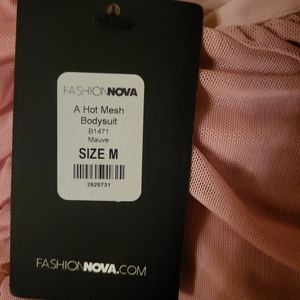 FASHIONNOVA
A Hot Mesh
Bodysuit
B1471
Mauve
SIZE M
2926731
FASHIONNOVA.COM